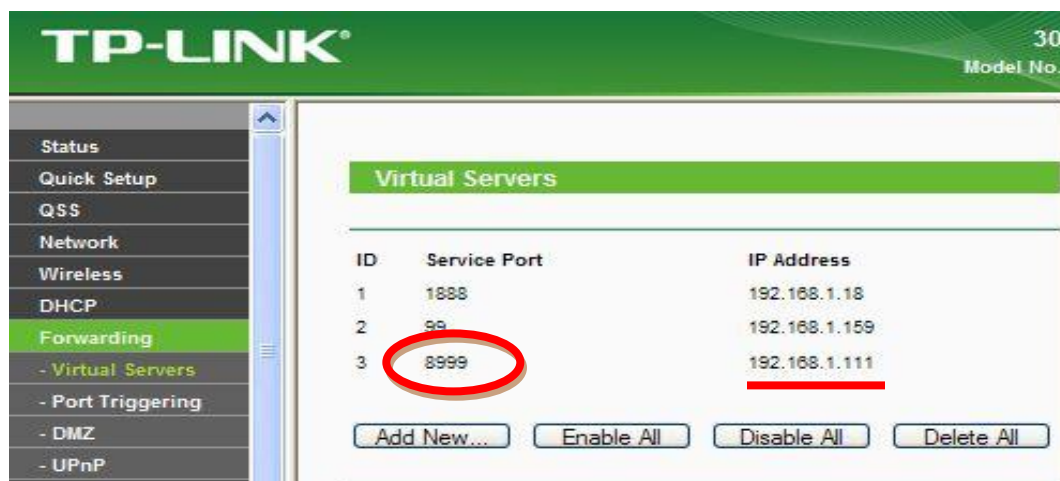 TP-LINK®
30
Model No.
Status
Quick Setup
QSS
Network
Wireless
DHCP
Forwarding
- Virtual Servers
- Port Triggering
- DMZ
- UPnP
Virtual Servers
ID Service Port IP Address
1 1888 192.168.1.18
2 99 192.168.1.159
3 8999 192.168.1.111
Add New... Enable All Disable All Delete All